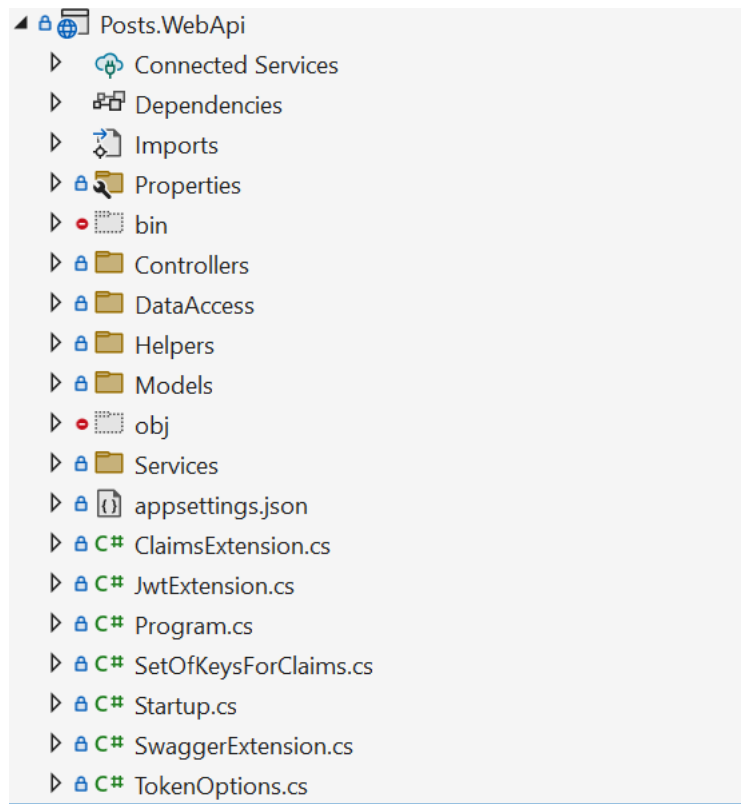 Posts.WebApi
Connected Services
Dependencies
Imports
Properties
bin
Controllers
DataAccess
Helpers
Models
obj
Services
appsettings.json
C# ClaimsExtension.cs
C# JwtExtension.cs
C# Program.cs
C# SetOfKeysForClaims.cs
C# Startup.cs
C# SwaggerExtension.cs
C# TokenOptions.cs